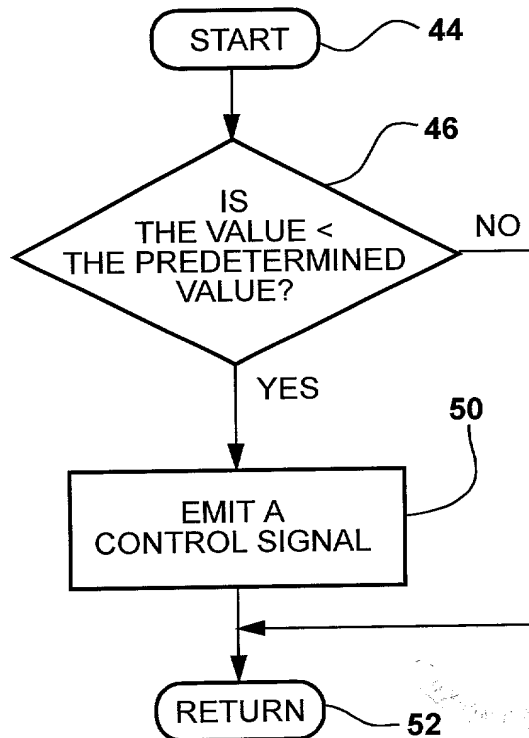 START
44
46
IS
THE VALUE <
THE PREDETERMINED
VALUE?
NO
YES
50
EMIT A
CONTROL SIGNAL
RETURN
52